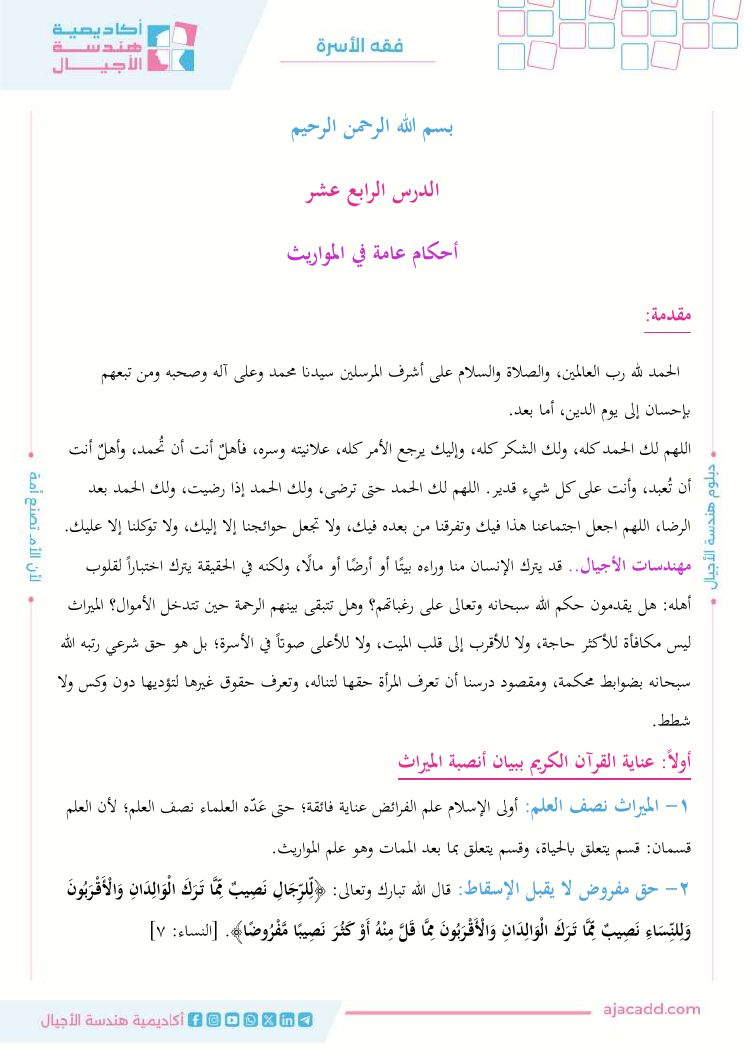 أكاديمية
هندسة
الأجيال
فقه الأسرة
بسم الله الرحمن الرحيم
الدرس الرابع عشر
أحكام عامة في المواريث
مقدمة:
الحمد لله رب العالمين، والصلاة والسلام على أشرف المرسلين سيدنا محمد وعلى آله وصحبه ومن تبعهم
بإحسان إلى يوم الدين، أما بعد.
اللهم لك الحمد كله، ولك الشكر كله، وإليك يرجع الأمر كله، علانيته وسره، فأهلٌ أنت أن تُحمد، وأهلٌ أنت
أن تُعبد، وأنت على كل شيء قدير. اللهم لك الحمد حتى ترضى، ولك الحمد إذا رضيت، ولك الحمد بعد
الرضا، اللهم اجعل اجتماعنا هذا فيك وتفرقنا من بعده فيك، ولا تجعل حوائجنا إلا إليك، ولا توكلنا إلا عليك.
مهندسات الأجيال.. قد يترك الإنسان منا وراءه بيتًا أو أرضًا أو مالًا، ولكنه في الحقيقة يترك اختباراً لقلوب
أهله: هل يقدمون حكم الله سبحانه وتعالى على رغباتهم؟ وهل تتبقى بينهم الرحمة حين تتدخل الأموال؟ الميراث
ليس مكافأة للأكثر حاجة، ولا للأقرب إلى قلب الميت، ولا للأعلى صوتاً في الأسرة؛ بل هو حق شرعي رتبه الله
سبحانه بضوابط محكمة، ومقصود درسنا أن تعرف المرأة حقها لتناله، وتعرف حقوق غيرها لتؤديها دون وكس ولا
شطط.
أولاً: عناية القرآن الكريم ببيان أنصبة الميراث
١- الميراث نصف العلم: أولى الإسلام علم الفرائض عناية فائقة؛ حتى عَدّه العلماء نصف العلم؛ لأن العلم
قسمان: قسم يتعلق بالحياة، وقسم يتعلق بما بعد الممات وهو علم المواريث.
٢- حق مفروض لا يقبل الإسقاط: قال الله تبارك وتعالى: ﴿لِّلرِّجَالِ نَصِيبٌ مِّمَّا تَرَكَ الْوَالِدَانِ وَالْأَقْرَبُونَ
وَلِلنِّسَاءِ نَصِيبٌ مِّمَّا تَرَكَ الْوَالِدَانِ وَالْأَقْرَبُونَ مِمَّا قَلَّ مِنْهُ أَوْ كَثُرَ نَصِيبًا مَّفْرُوضًا﴾. [النساء: ٧]
دبلوم هندسة الأجيال
لأن الأم تصنع أمة
ajacadd.com
أكاديمية هندسة الأجيال